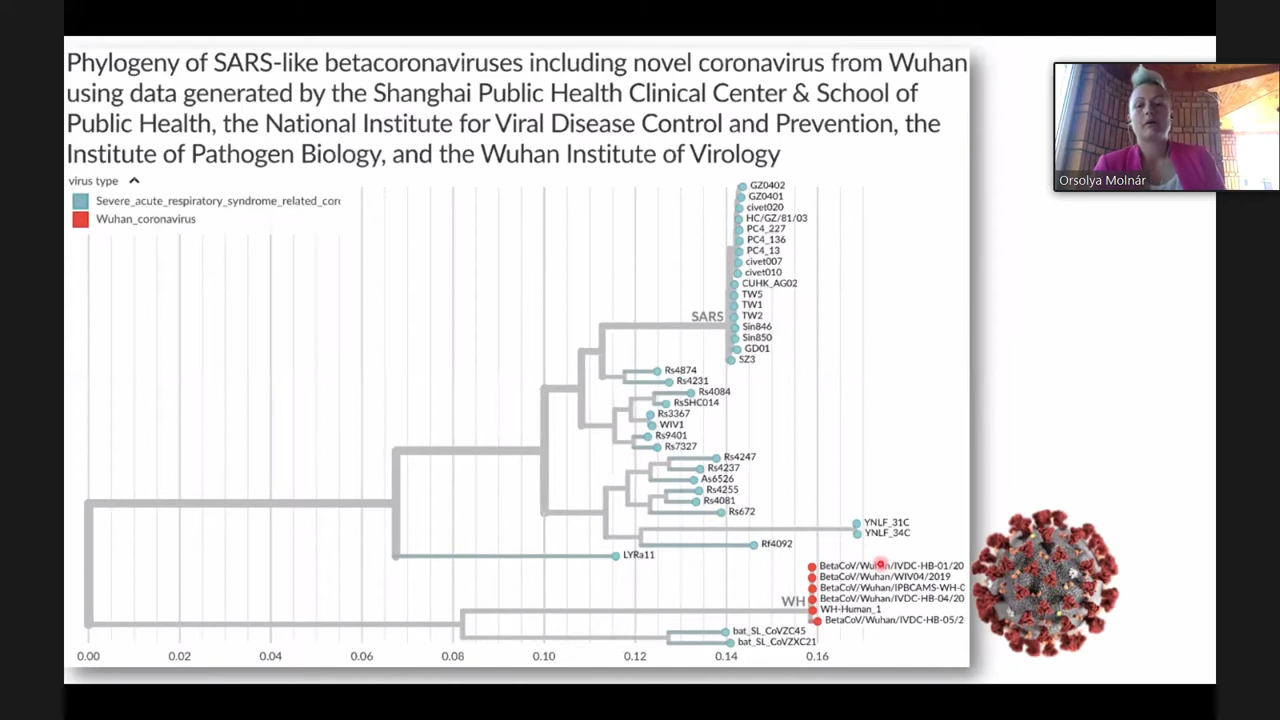 Phylogeny of SARS-like betacoronaviruses including novel coronavirus from Wuhan
using data generated by the Shanghai Public Health Clinical Center & School of
Public Health, the National Institute for Viral Disease Control and Prevention, the
Institute of Pathogen Biology, and the Wuhan Institute of Virology
Orsolya Molnár
virus type
Severe_acute_respiratory_syndrome_related_cor
Wuhan_coronavirus
GZ0402
GZ0401
civet020
HC/GZ/81/03
PC4_227
PC4_136
PC4_13
civet007
civet010
CUHK_AG02
TW5
TW1
SARS
TW2
Sin846
Sin850
GD01
SZ3
Rs4874
Rs4231
Rs4084
RsSHC014
Rs3367
WIV1
Rs9401
Rs7327
Rs4247
Rs4237
As6526
Rs4255
Rs4081
Rs672
YNLF_31C
YNLF_34C
Rf4092
LYRa11
BetaCoV/Wuhan/IVDC-HB-01/20
BetaCoV/Wuhan/WIV04/2019
BetaCoV/Wuhan/IPBCAMS-WH-0
BetaCoV/Wuhan/IVDC-HB-04/20
WH
WH-Human_1
BetaCoV/Wuhan/IVDC-HB-05/2
bat_SL_CoVZC45
bat_SL_CoVZXC21
0.00 0.02 0.04 0.06 0.08 0.10 0.12 0.14 0.16